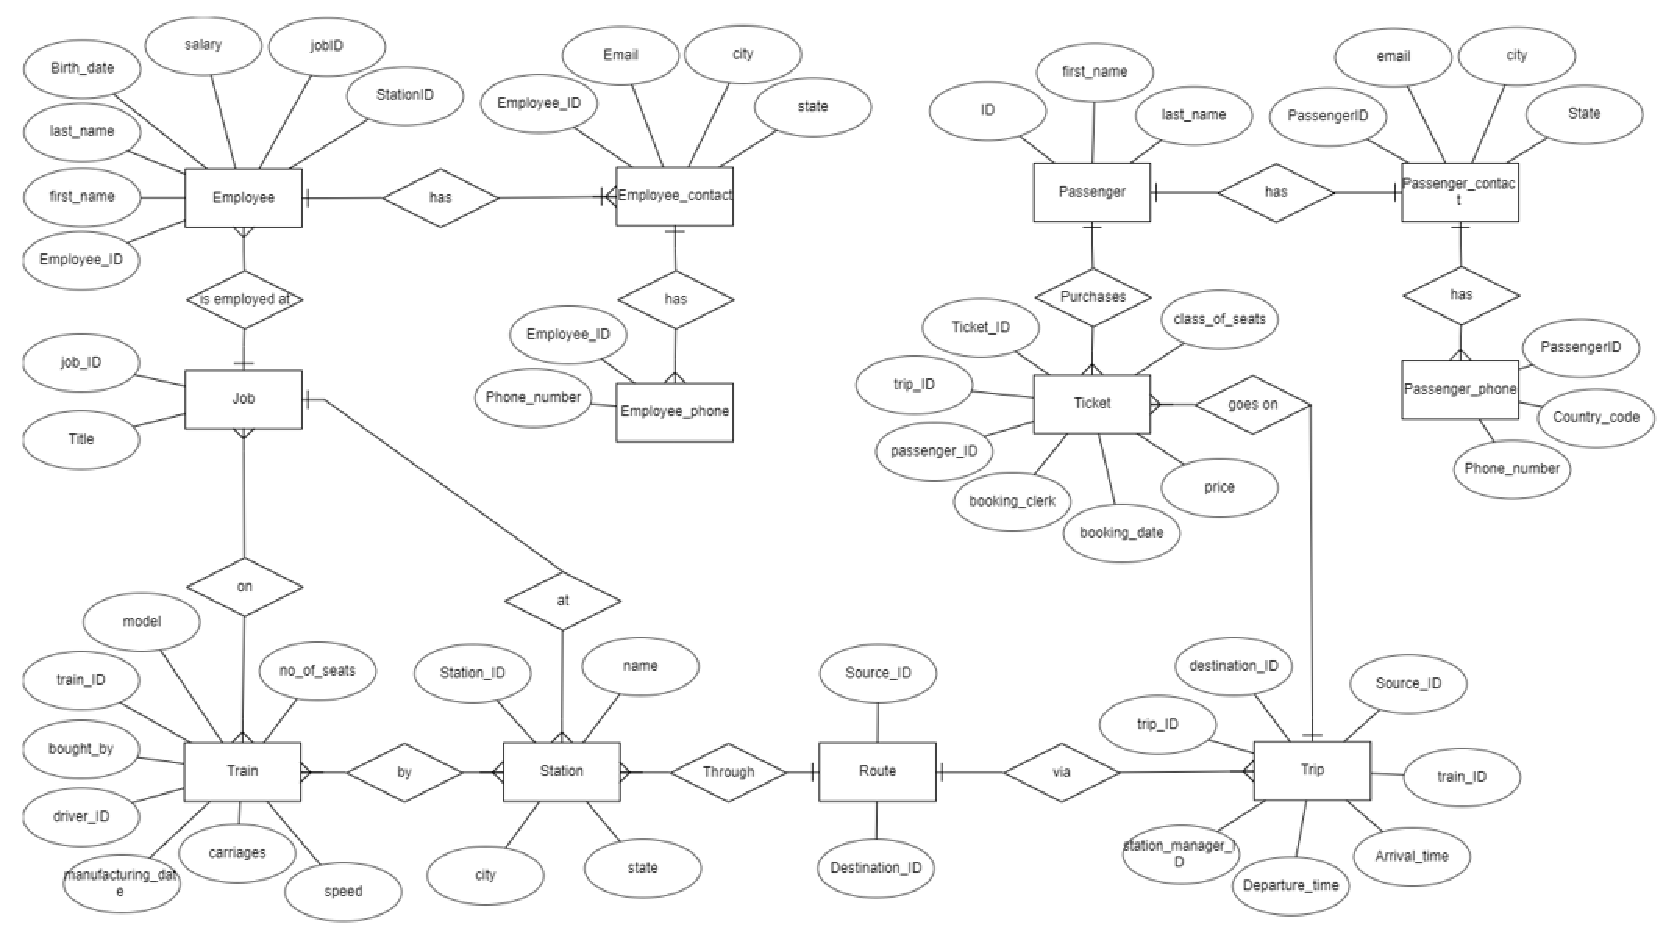 salary
jobID
Birth_date
StationID
last_name
first_name
Employee_ID
Employee
has
Employee_ID
Email
city
state
Employee_contact
ID
first_name
last_name
Passenger
has
PassengerID
email
city
State
Passenger_contac
t
is employed at
has
Purchases
has
job_ID
Title
Job
Employee_ID
Phone_number
Employee_phone
Ticket_ID
class_of_seats
trip_ID
Ticket
goes on
passenger_ID
booking_clerk
booking_date
price
PassengerID
Passenger_phone
Country_code
Phone_number
on
at
model
train_ID
no_of_seats
bought_by
Train
driver_ID
manufacturing_dat
e
carriages
speed
by
Station_ID
name
Station
city
state
Through
Source_ID
Route
Destination_ID
via
destination_ID
Source_ID
trip_ID
Trip
train_ID
station_manager_I
D
Departure_time
Arrival_time